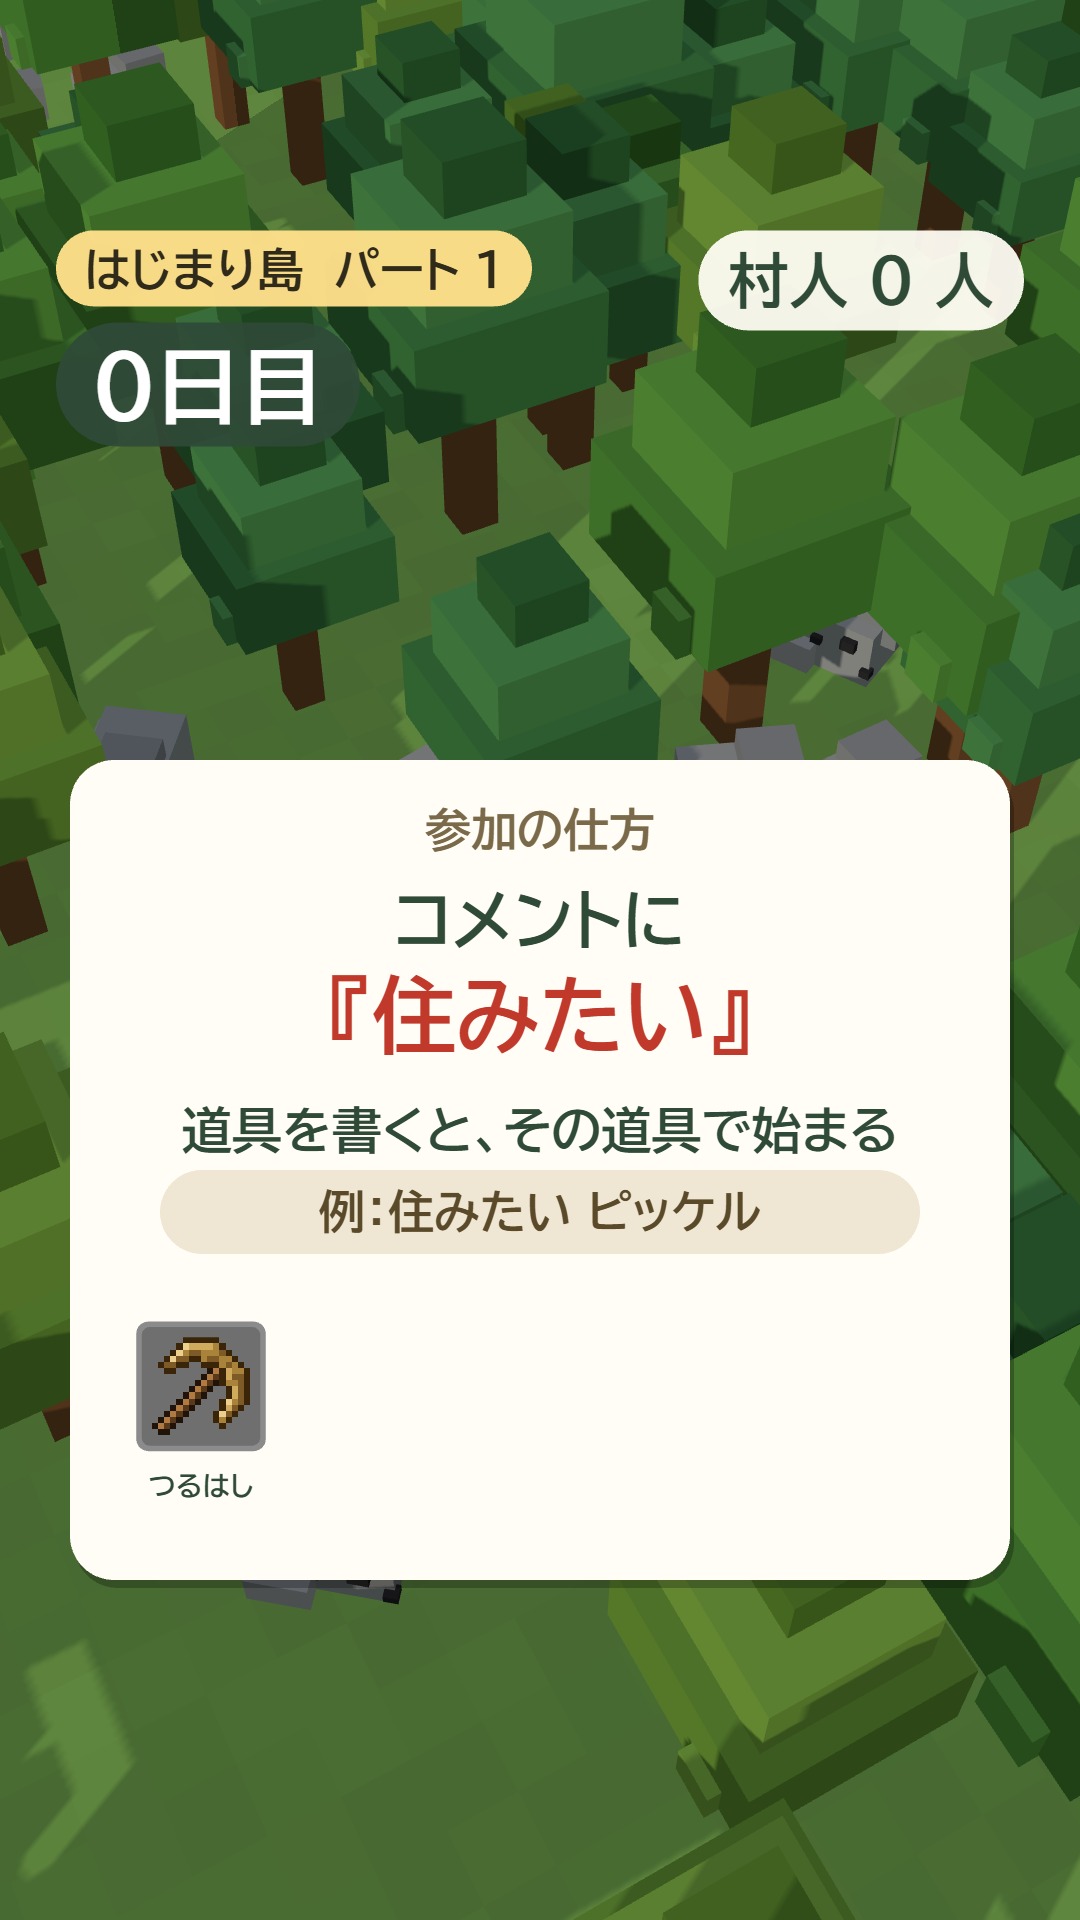 はじまり島 パート 1
村人 0 人
0日目
参加の仕方
コメントに
『住みたい』
道具を書くと、その道具で始まる
例：住みたい ピッケル
つるはし